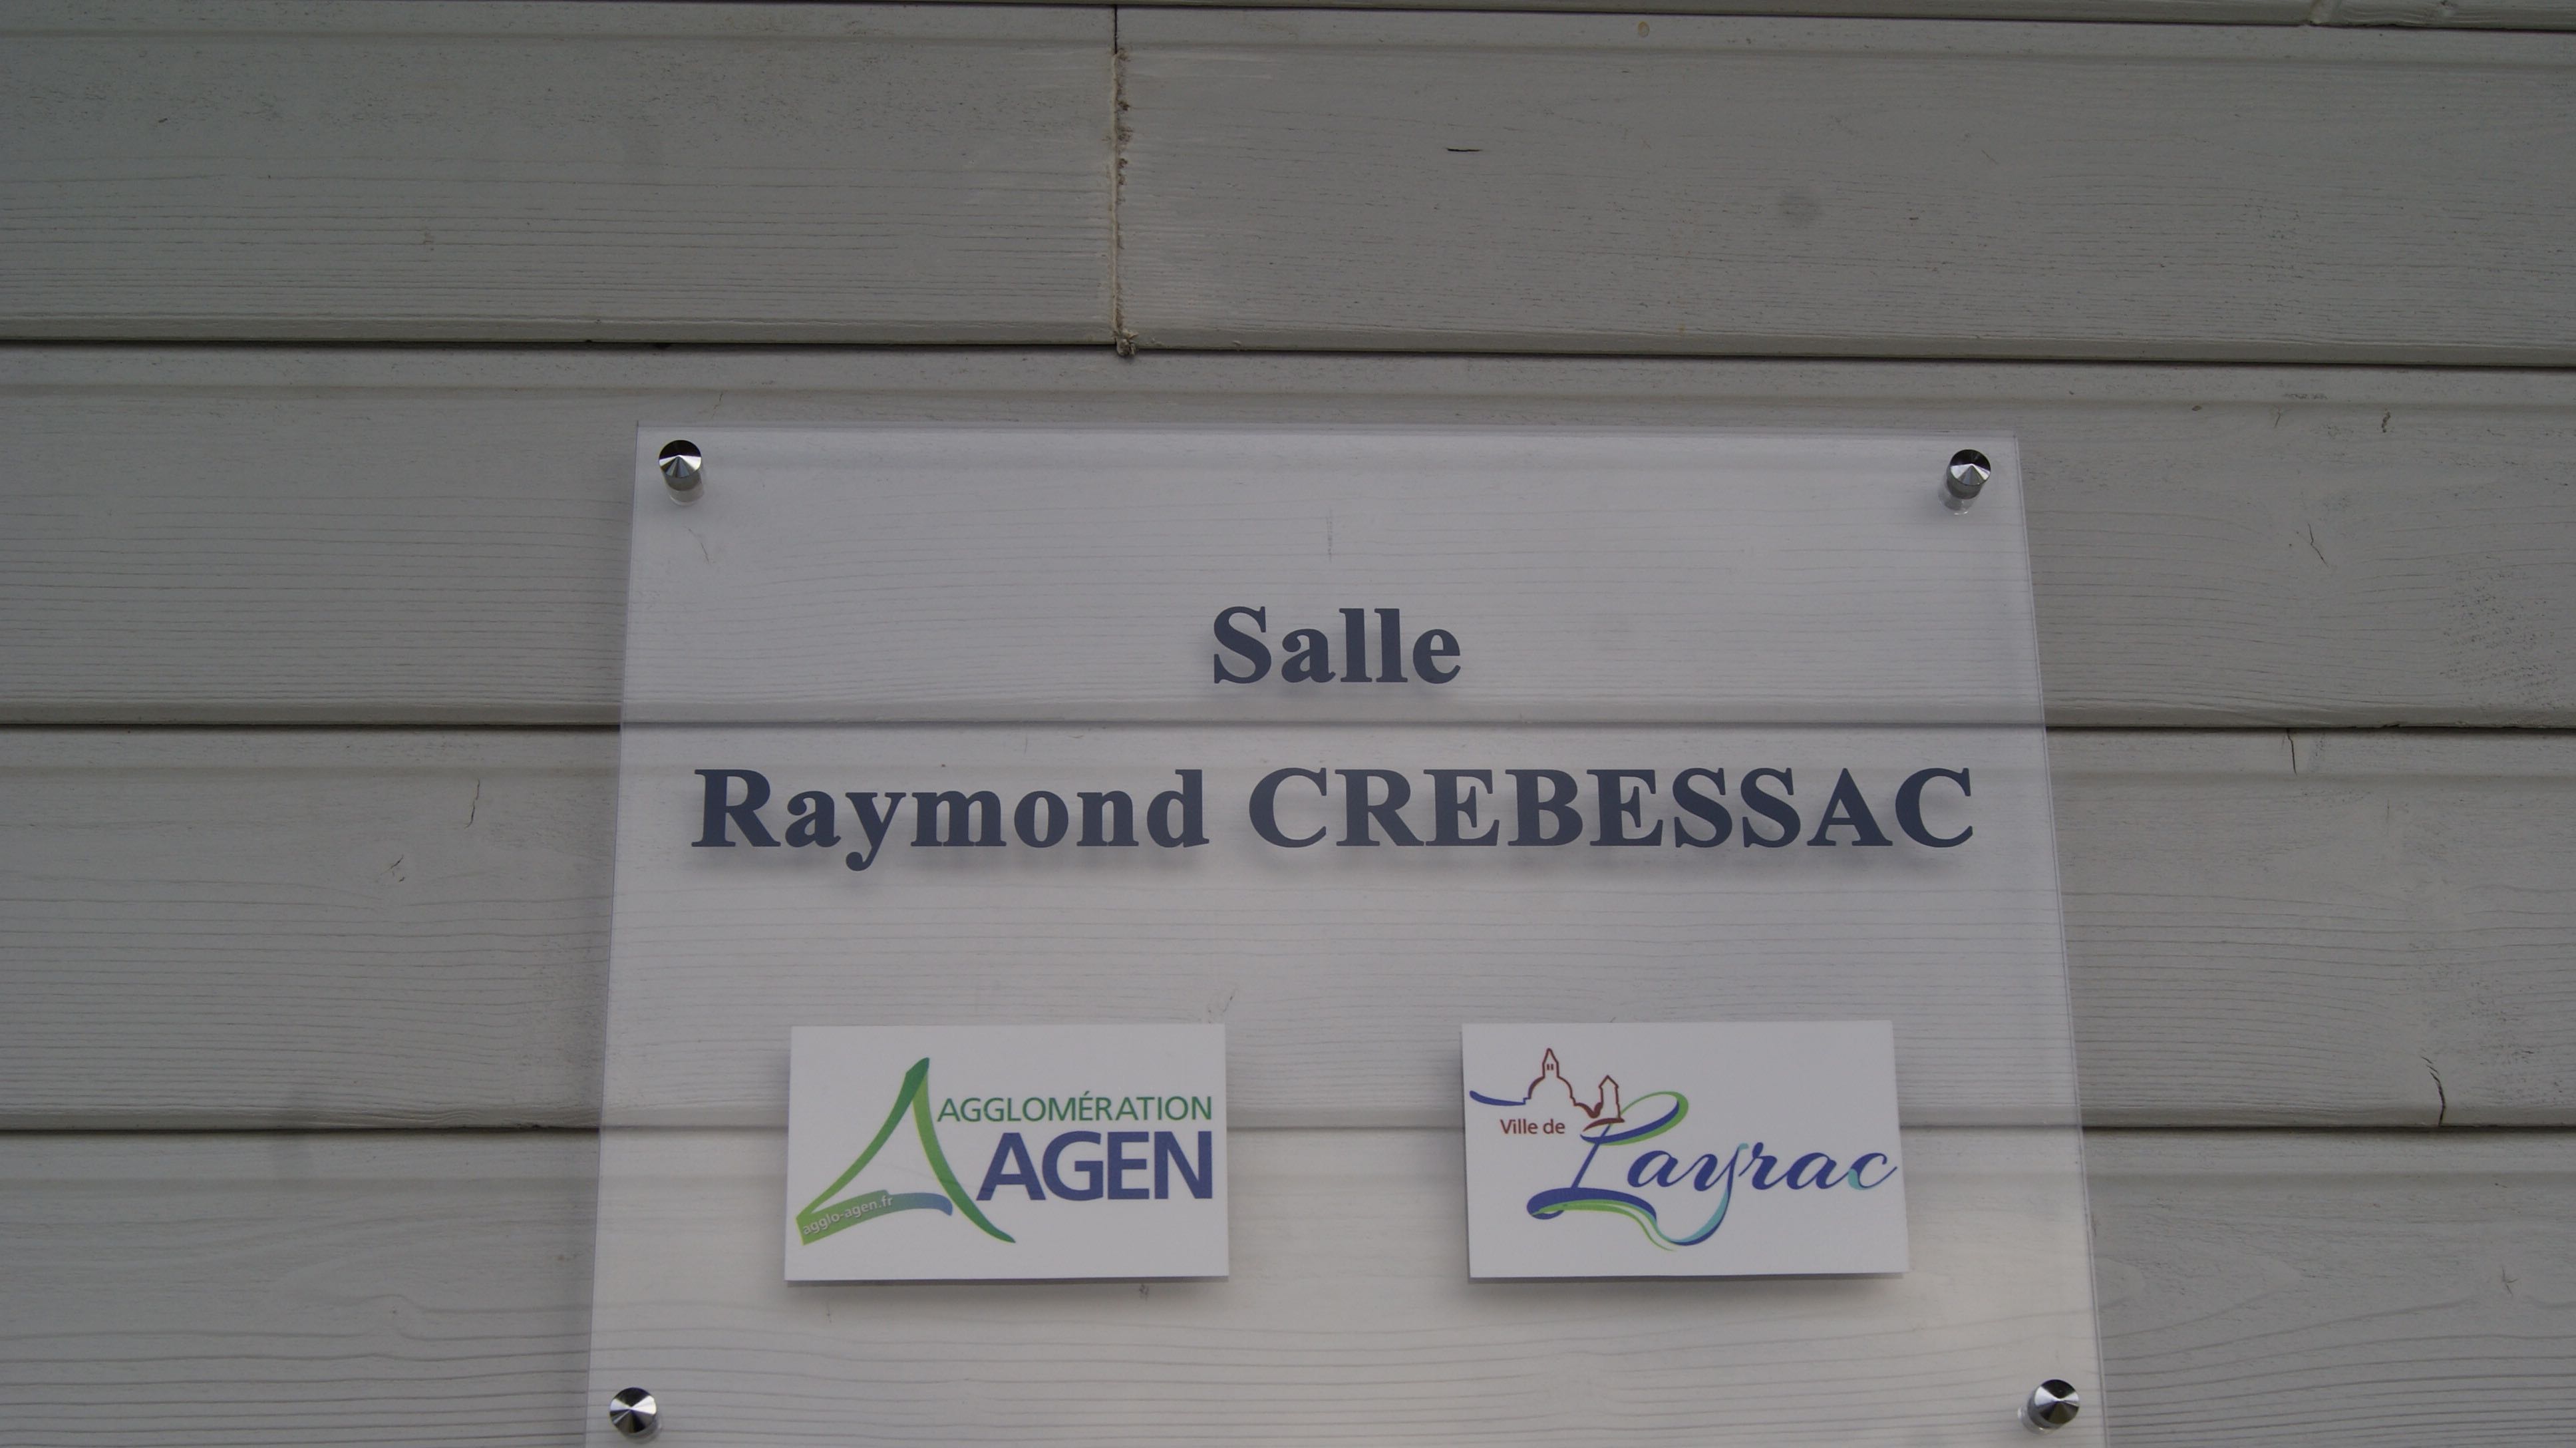 Salle
Raymond CREBESSAC
AGGLOMÉRATION
AGEN
agglo-agen.fr
Ville de
Layrac